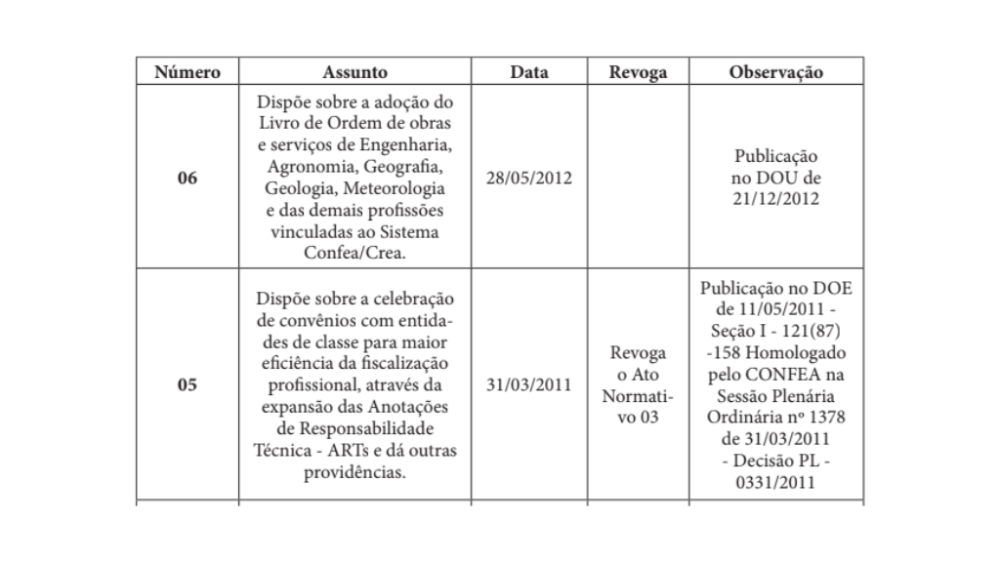 Número Assunto Data Revoga Observação
06
Dispõe sobre a adoção do
Livro de Ordem de obras
e serviços de Engenharia,
Agronomia, Geografia,
Geologia, Meteorologia
e das demais profissões
vinculadas ao Sistema
Confea/Crea.
28/05/2012
Publicação
no DOU de
21/12/2012
05
Dispõe sobre a celebração
de convênios com entida-
des de classe para maior
eficiência da fiscalização
profissional, através da
expansão das Anotações
de Responsabilidade
Técnica - ARTs e dá outras
providências.
31/03/2011
Revoga
o Ato
Normati-
vo 03
Publicação no DOE
de 11/05/2011 -
Seção I - 121(87)
-158 Homologado
pelo CONFEA na
Sessão Plenária
Ordinária nº 1378
de 31/03/2011
- Decisão PL -
0331/2011